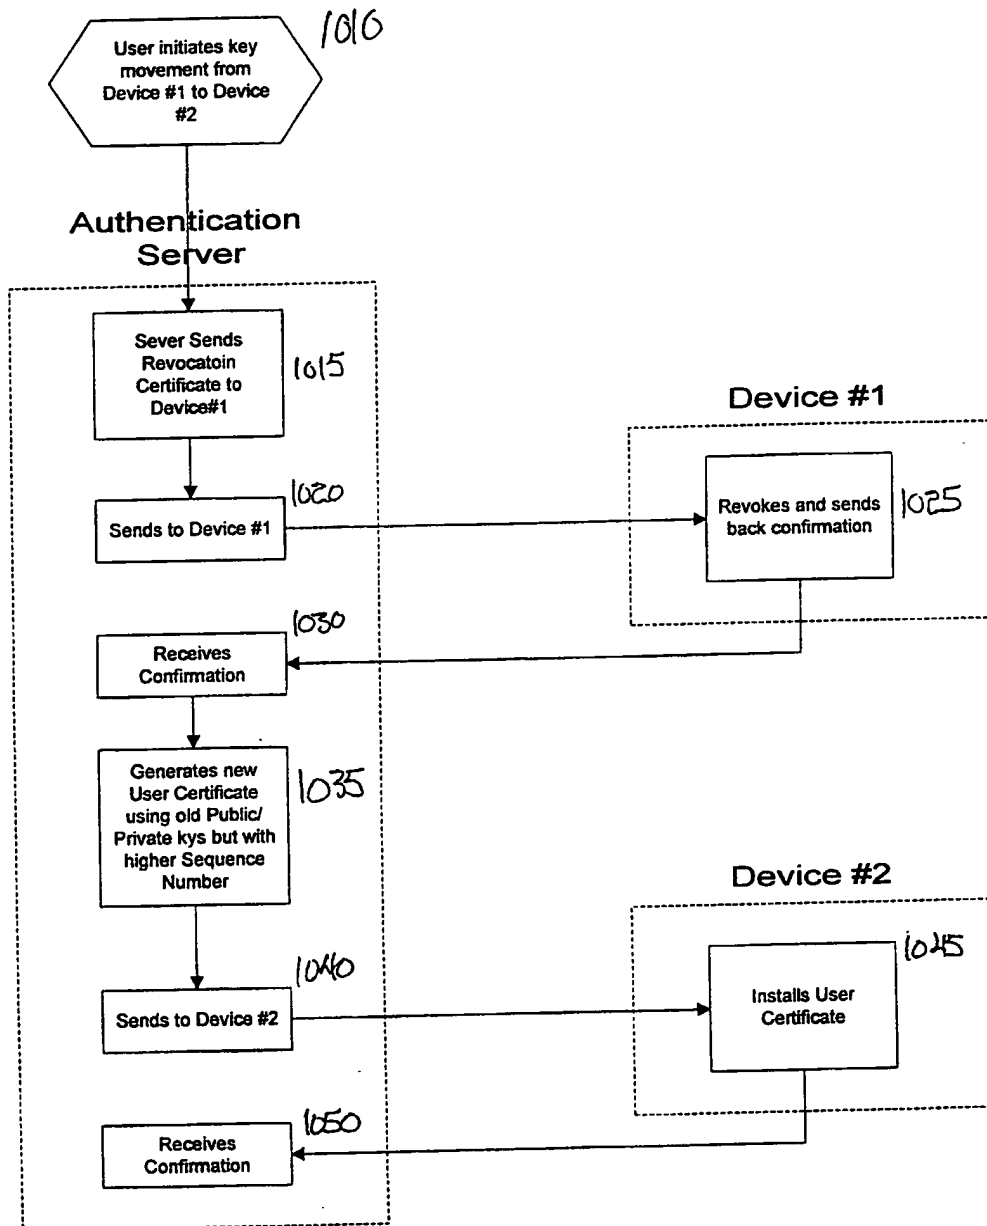 User initiates key
movement from
Device #1 to Device
#2
1010
Authentication
Server
Sever Sends
Revocatoin
Certificate to
Device#1
1015
Device #1
1020
Sends to Device #1
Revokes and sends
back confirmation
1025
1030
Receives
Confirmation
Generates new
User Certificate
using old Public/
Private kys but with
higher Sequence
Number
1035
Device #2
1040
Sends to Device #2
Installs User
Certificate
1045
1050
Receives
Confirmation